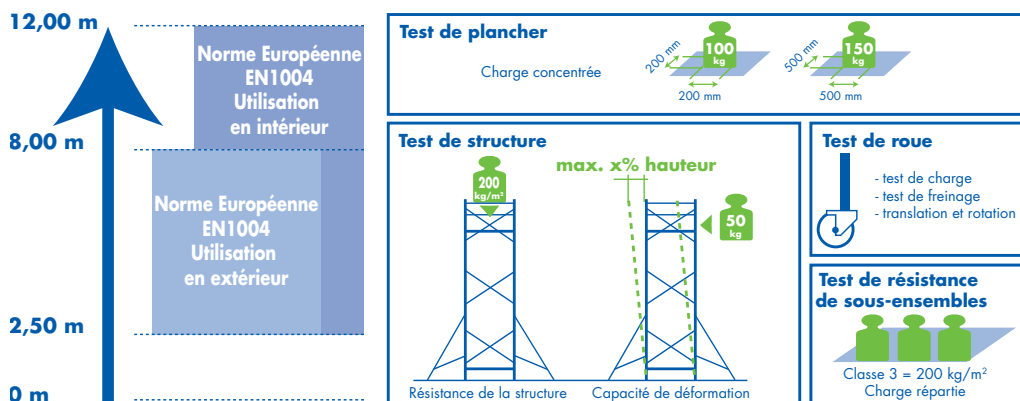 12,00 m
Norme Européenne
EN1004
Utilisation
en intérieur
8,00 m
Norme Européenne
EN1004
Utilisation
en extérieur
2,50 m
0 m
Test de plancher
Charge concentrée
200 mm
100
kg
200 mm
500 mm
150
kg
500 mm
Test de structure
max. x% hauteur
200
kg/m²
50
kg
Résistance de la structure
Capacité de déformation
Test de roue
- test de charge
- test de freinage
- translation et rotation
Test de résistance
de sous-ensembles
Classe 3 = 200 kg/m²
Charge répartie